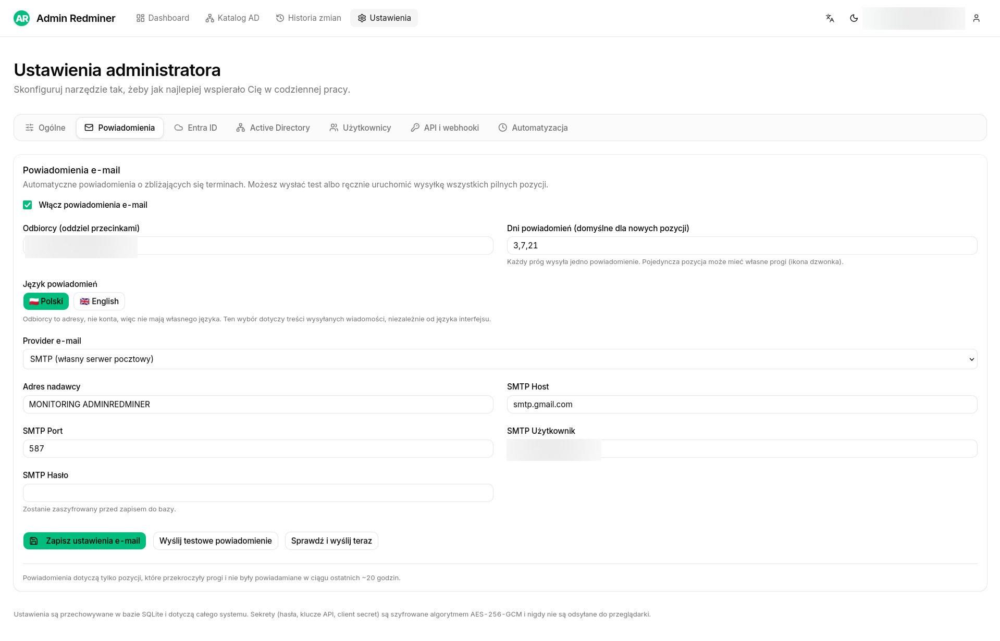 AR Admin Redminer Dashboard Katalog AD Historia zmian Ustawienia
Ustawienia administratora
Skonfiguruj narzędzie tak, żeby jak najlepiej wspierało Cię w codziennej pracy.
Ogólne Powiadomienia Entra ID Active Directory Użytkownicy API i webhooki Automatyzacja
Powiadomienia e-mail
Automatyczne powiadomienia o zbliżających się terminach. Możesz wysłać test albo ręcznie uruchomić wysyłkę wszystkich pilnych pozycji.
Włącz powiadomienia e-mail
Odbiorcy (oddziel przecinkami)
Dni powiadomień (domyślne dla nowych pozycji)
3,7,21
Każdy próg wysyła jedno powiadomienie. Pojedyncza pozycja może mieć własne progi (ikona dzwonka).
Język powiadomień
Polski English
Odbiorcy to adresy, nie konta, więc nie mają własnego języka. Ten wybór dotyczy treści wysyłanych wiadomości, niezależnie od języka interfejsu.
Provider e-mail
SMTP (własny serwer pocztowy)
Adres nadawcy
MONITORING ADMINREDMINER
SMTP Host
smtp.gmail.com
SMTP Port
587
SMTP Użytkownik
SMTP Hasło
Zostanie zaszyfrowany przed zapisem do bazy.
Zapisz ustawienia e-mail Wyślij testowe powiadomienie Sprawdź i wyślij teraz
Powiadomienia dotyczą tylko pozycji, które przekroczyły progi i nie były powiadamiane w ciągu ostatnich ~20 godzin.
Ustawienia są przechowywane w bazie SQLite i dotyczą całego systemu. Sekrety (hasła, klucze API, client secret) są szyfrowane algorytmem AES-256-GCM i nigdy nie są odsyłane do przeglądarki.